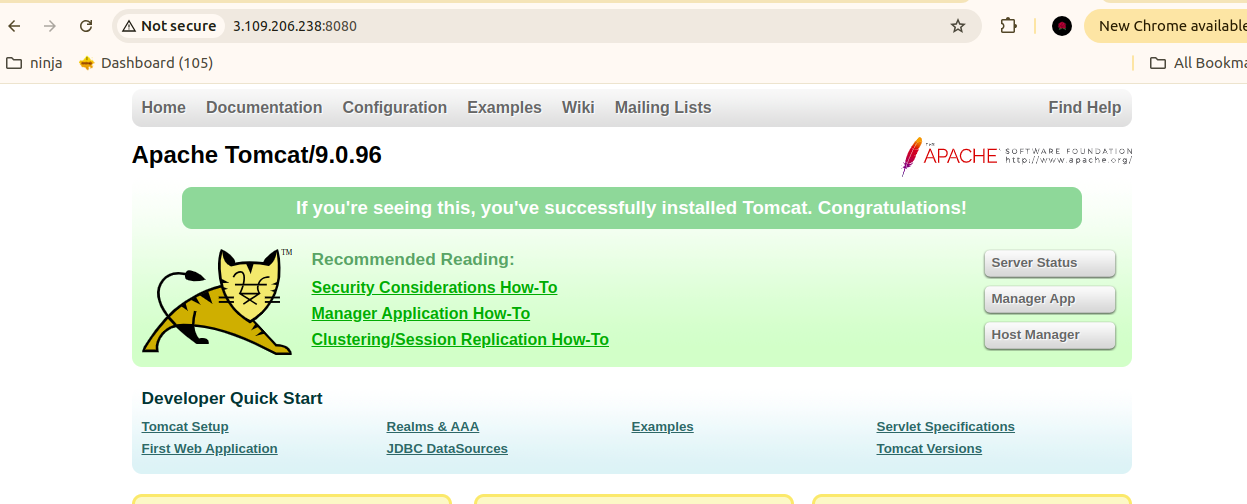 Not secure 3.109.206.238:8080 New Chrome available
ninja Dashboard (105) All Bookma
Home Documentation Configuration Examples Wiki Mailing Lists Find Help
Apache Tomcat/9.0.96
THE APACHE SOFTWARE FOUNDATION
http://www.apache.org/
If you're seeing this, you've successfully installed Tomcat. Congratulations!
TM
Recommended Reading:
Security Considerations How-To
Manager Application How-To
Clustering/Session Replication How-To
Server Status
Manager App
Host Manager
Developer Quick Start
Tomcat Setup Realms & AAA Examples Servlet Specifications
First Web Application JDBC DataSources Tomcat Versions